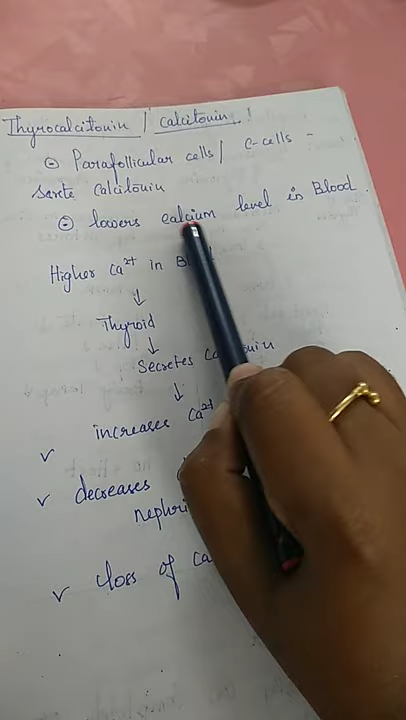 Thyrocalcitonin / calcitonin !
Parafollicular cells / C-cells -
Calcitonin
lowers calcium level in Blood.
Higher Ca2+ in
↓
Thyroid
↓
Secretes
↓
increases Ca2+
decreases
loss of